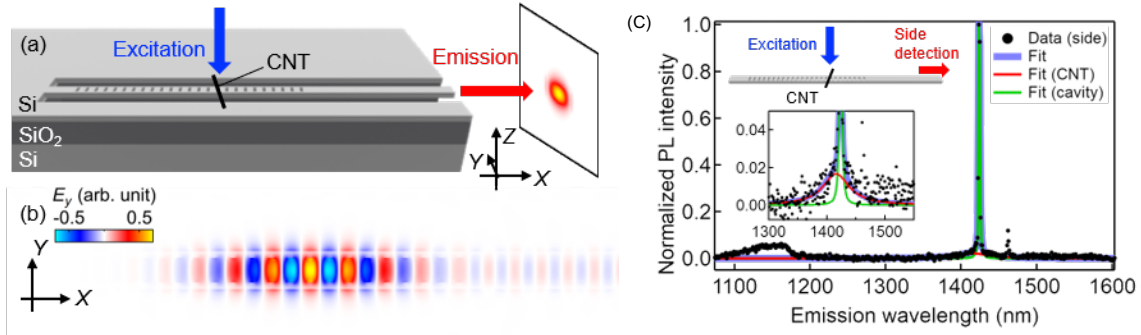 (a)
Excitation
CNT
Emission
Si
SiO2
Si
Z
Y
X
(b)
Ey (arb. unit)
-0.5 0.5
Y
X
(C)
Normalized PL intensity
1.0
0.8
0.6
0.4
0.2
0.0
Excitation
Side
detection
CNT
Data (side)
Fit
Fit (CNT)
Fit (cavity)
0.04
0.02
0.00
1300 1400 1500
1100 1200 1300 1400 1500 1600
Emission wavelength (nm)